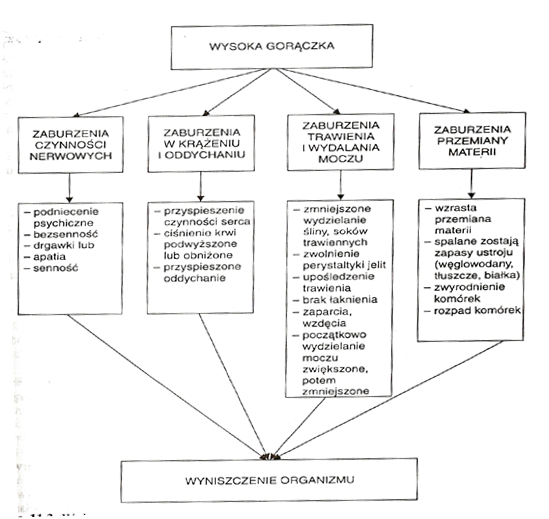 WYSOKA GORĄCZKA
ZABURZENIA
CZYNNOŚCI
NERWOWYCH
ZABURZENIA
W KRĄŻENIU
I ODDYCHANIU
ZABURZENIA
TRAWIENIA
I WYDALANIA
MOCZU
ZABURZENIA
PRZEMIANY
MATERII
– podniecenie
psychiczne
– bezsenność
– drgawki lub
– apatia
– senność
– przyspieszenie
czynności serca
– ciśnienie krwi
podwyższone
lub obniżone
– przyspieszone
oddychanie
– zmniejszone
wydzielanie
śliny, soków
trawiennych
– zwolnienie
perystaltyki jelit
– upośledzenie
trawienia
– brak łaknienia
– zaparcia,
wzdęcia
– początkowo
wydzielanie
moczu
zwiększone,
potem
zmniejszone
– wzrasta
przemiana
materii
– spalane zostają
zapasy ustroju
(węglowodany,
tłuszcze, białka)
– zwyrodnienie
komórek
– rozpad komórek
WYNISZCZENIE ORGANIZMU